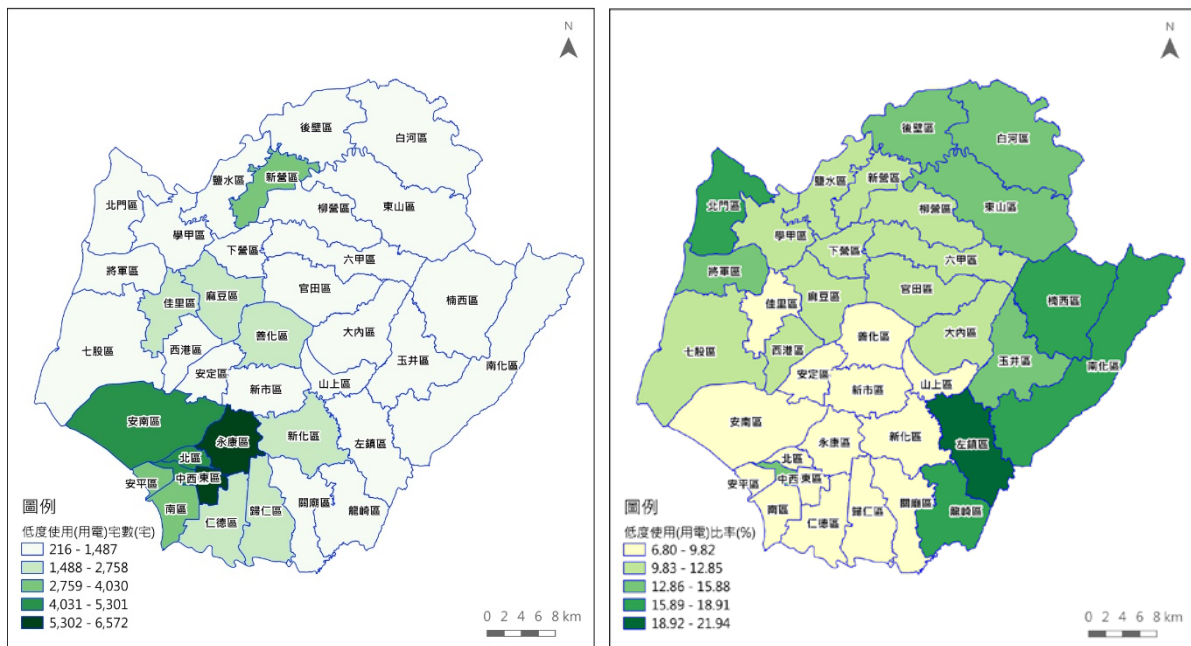 N
後壁區
白河區
鹽水區
新營區
北門區
柳營區
東山區
學甲區
下營區
六甲區
將軍區
佳里區
麻豆區
官田區
楠西區
七股區
西港區
善化區
大內區
玉井區
南化區
安定區
新市區
山上區
安南區
永康區
新化區
左鎮區
北區
安平區
中西
東區
南區
仁德區
歸仁區
關廟區
龍崎區
圖例
低度使用(用電)宅數(宅)
216 - 1,487
1,488 - 2,758
2,759 - 4,030
4,031 - 5,301
5,302 - 6,572
0 2 4 6 8 km
N
後壁區
白河區
鹽水區
新營區
北門區
柳營區
東山區
學甲區
下營區
六甲區
將軍區
佳里區
麻豆區
官田區
楠西區
七股區
西港區
善化區
大內區
玉井區
南化區
安定區
新市區
山上區
安南區
永康區
新化區
左鎮區
北區
安平區
中西
東區
南區
仁德區
歸仁區
關廟區
龍崎區
圖例
低度使用(用電)比率(%)
6.80 - 9.82
9.83 - 12.85
12.86 - 15.88
15.89 - 18.91
18.92 - 21.94
0 2 4 6 8 km